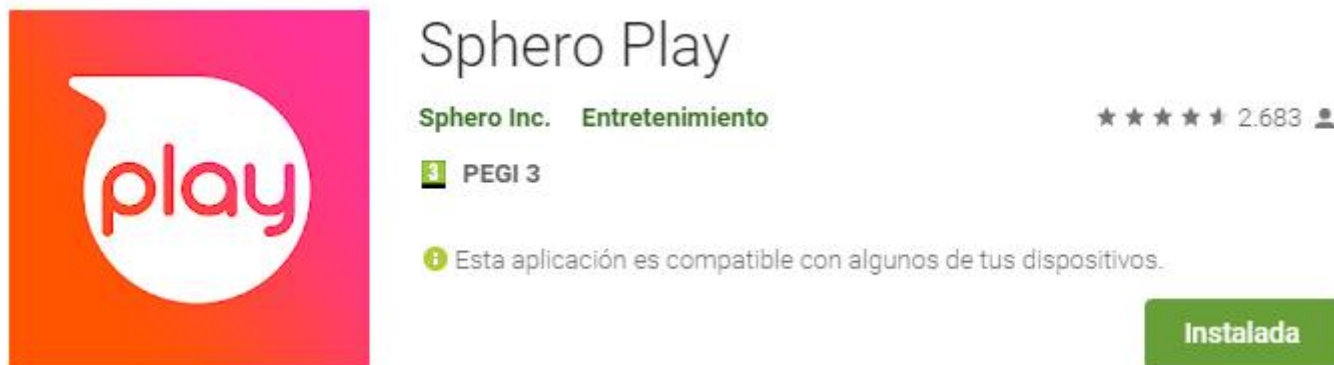 Sphero Play
Sphero Inc. Entretenimiento 2.683
3 PEGI 3
play
Esta aplicación es compatible con algunos de tus dispositivos.
Instalada